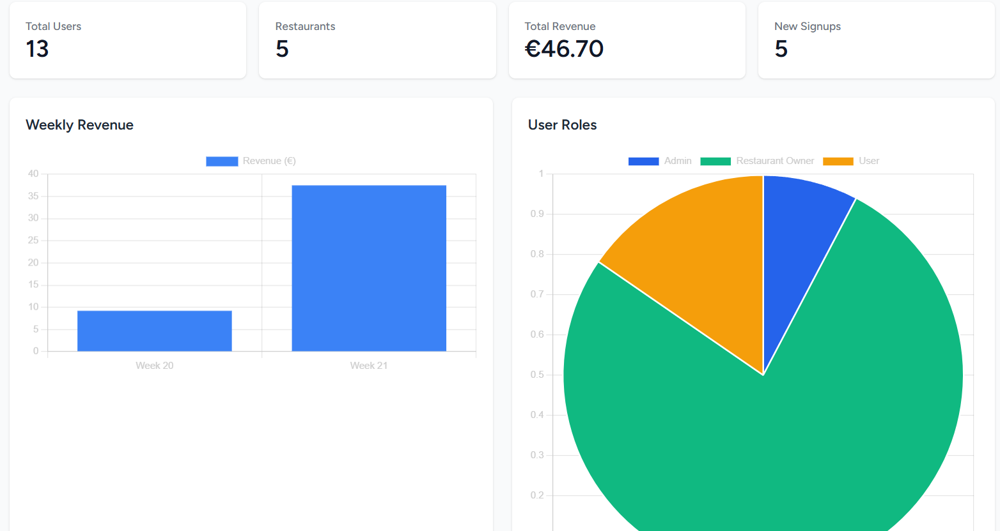 Total Users
13
Restaurants
5
Total Revenue
€46.70
New Signups
5
Weekly Revenue
Revenue (€)
40
35
30
25
20
15
10
5
0
Week 20
Week 21
User Roles
Admin
Restaurant Owner
User
1
0.9
0.8
0.7
0.6
0.5
0.4
0.3
0.2